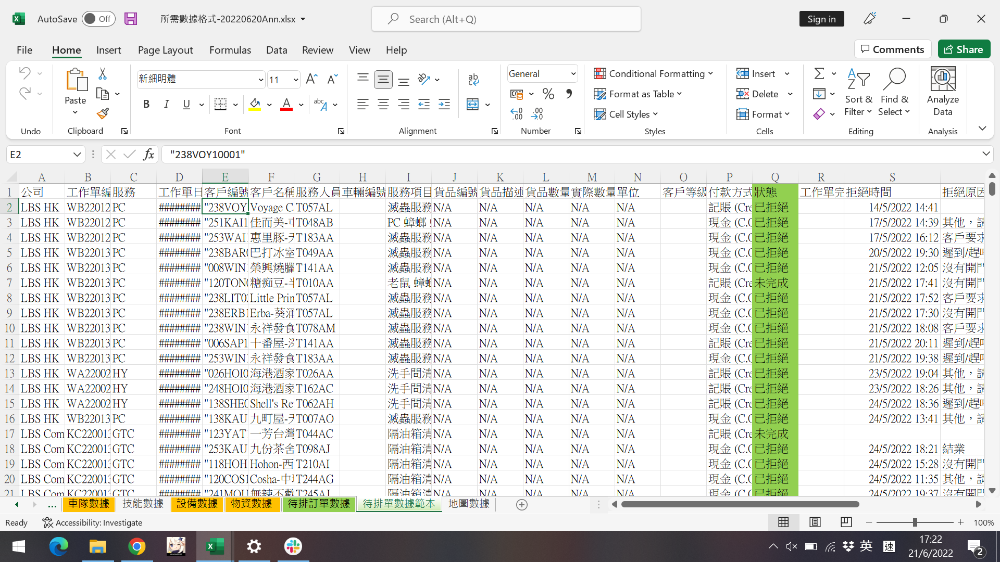 AutoSave Off 所需數據格式-20220620Ann.xlsx Search (Alt+Q) Sign in
File Home Insert Page Layout Formulas Data Review View Help Comments Share
新細明體 11 General Conditional Formatting Insert
Paste Format as Table Delete Sort & Filter Find & Select Analyze Data
B I U Cell Styles Format
Undo Clipboard Font Alignment Number Styles Cells Editing Analysis
E2 fx "238VOY10001"
A B C D E F G H I J K L M N O P Q R S
1 公司 工作單編 服務 工作單日 客戶編號 客戶名稱 服務人員 車輛編號 服務項目 貨品編號 貨品描述 貨品數量 實際數量 單位 客戶等級 付款方式 狀態 工作單完 拒絕時間 拒絕原因
2 LBS HK WB22012 PC ######## "238VOY Voyage C T057AL 滅蟲服務 N/A N/A N/A N/A N/A 記賬 (Cre 已拒絕 14/5/2022 14:41
3 LBS HK WB22012 PC ######## "251KAI1 佳而美-屯 T048AB PC 蟑螂 N/A N/A N/A N/A N/A 現金 (C.O 已拒絕 17/5/2022 14:39 其他，請
4 LBS HK WB22012 PC ######## "253WAI 惠里豚-天 T183AA 滅蟲服務 N/A N/A N/A N/A N/A 現金 (C.O 已拒絕 17/5/2022 16:12 客戶要求
5 LBS HK WB22013 PC ######## "238BAR 巴打冰室 T049AA 滅蟲服務 N/A N/A N/A N/A N/A 現金 (C.O 已拒絕 20/5/2022 19:30 遲到/趕
6 LBS HK WB22013 PC ######## "008WIN 榮興燒臘 T141AA 滅蟲服務 N/A N/A N/A N/A N/A 現金 (C.O 已拒絕 21/5/2022 12:05 沒有開門
7 LBS HK WB22013 PC ######## "120TON 糖痴豆- T010AA 老鼠 蟑螂 N/A N/A N/A N/A N/A 記賬 (Cre 未完成 21/5/2022 17:41 沒有開門
8 LBS HK WB22013 PC ######## "238LIT0 Little Prin T057AL 滅蟲服務 N/A N/A N/A N/A N/A 現金 (C.O 已拒絕 21/5/2022 17:52 客戶要求
9 LBS HK WB22013 PC ######## "238ERB1 Erba-葵涌 T057AL 滅蟲服務 N/A N/A N/A N/A N/A 現金 (C.O 已拒絕 21/5/2022 17:30 沒有開門
10 LBS HK WB22013 PC ######## "238WIN 永祥發食 T078AM 滅蟲服務 N/A N/A N/A N/A N/A 現金 (C.O 已拒絕 21/5/2022 18:08 客戶要求
11 LBS HK WB22013 PC ######## "006SAP1 十番屋-深 T141AA 滅蟲服務 N/A N/A N/A N/A N/A 記賬 (Cre 已拒絕 21/5/2022 20:11 遲到/趕
12 LBS HK WB22013 PC ######## "253WIN 永祥發食 T183AA 滅蟲服務 N/A N/A N/A N/A N/A 現金 (C.O 已拒絕 21/5/2022 19:38 遲到/趕
13 LBS HK WA22002 HY ######## "026HOI0 海港酒家 T026AA 洗手間清 N/A N/A N/A N/A N/A 記賬 (Cre 已拒絕 23/5/2022 19:04 其他，請
14 LBS HK WA22002 HY ######## "248HOI0 海港酒家 T162AC 洗手間清 N/A N/A N/A N/A N/A 記賬 (Cre 已拒絕 23/5/2022 18:26 其他，請
15 LBS HK WA22002 HY ######## "138SHE0 Shell's Re T062AH 洗手間清 N/A N/A N/A N/A N/A 記賬 (Cre 已拒絕 24/5/2022 18:36 遲到/趕
16 LBS HK WB22013 PC ######## "138KAU 九町屋-天 T007AO 滅蟲服務 N/A N/A N/A N/A N/A 現金 (C.O 已拒絕 24/5/2022 13:41 其他，請
17 LBS Com KC220013 GTC ######## "123YAT 一芳台灣 T044AC 隔油箱清 N/A N/A N/A N/A N/A 記賬 (Cre 未完成
18 LBS Com KC220013 GTC ######## "253KAU 九份茶舍 T098AJ 隔油箱清 N/A N/A N/A N/A N/A 現金 (C.O 已拒絕 24/5/2022 18:21 結業
19 LBS Com KC220013 GTC ######## "118HOH Hohon-西 T210AI 隔油箱清 N/A N/A N/A N/A N/A 現金 (C.O 已拒絕 24/5/2022 15:28 沒有開門
20 LBS Com KC220013 GTC ######## "120COS1 Cosha-中 T244AG 隔油箱清 N/A N/A N/A N/A N/A 現金 (C.O 已拒絕 24/5/2022 11:35 其他，請
21 LBS Com KC220013 GTC ######## "241MOU 無辣不歡 T245AI 隔油箱清 N/A N/A N/A N/A N/A 現金 (C.O 已拒絕 24/5/2022 19:37 沒有開門
... 車隊數據 技能數據 設備數據 物資數據 待排訂單數據 待排單數據範本 地圖數據
Ready Accessibility: Investigate 100%
英 速 17:22
21/6/2022 2